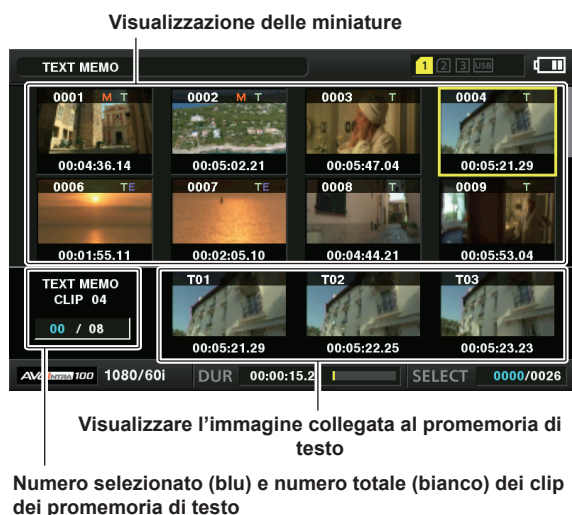 Visualizzazione delle miniature
TEXT MEMO
1 2 3 USB
0001 M T
0002 M T
0003 T
0004 T
00:04:36.14
00:05:02.21
00:05:47.04
00:05:21.29
0006 TE
0007 TE
0008 T
0009 T
00:01:55.11
00:02:05.10
00:04:44.21
00:05:53.04
TEXT MEMO
CLIP 04
00 / 08
T01
T02
T03
00:05:21.29
00:05:22.25
00:05:23.23
1080/60i
DUR 00:00:15.2
SELECT 0000/0026
Visualizzare l'immagine collegata al promemoria di
testo
Numero selezionato (blu) e numero totale (bianco) dei clip
dei promemoria di testo